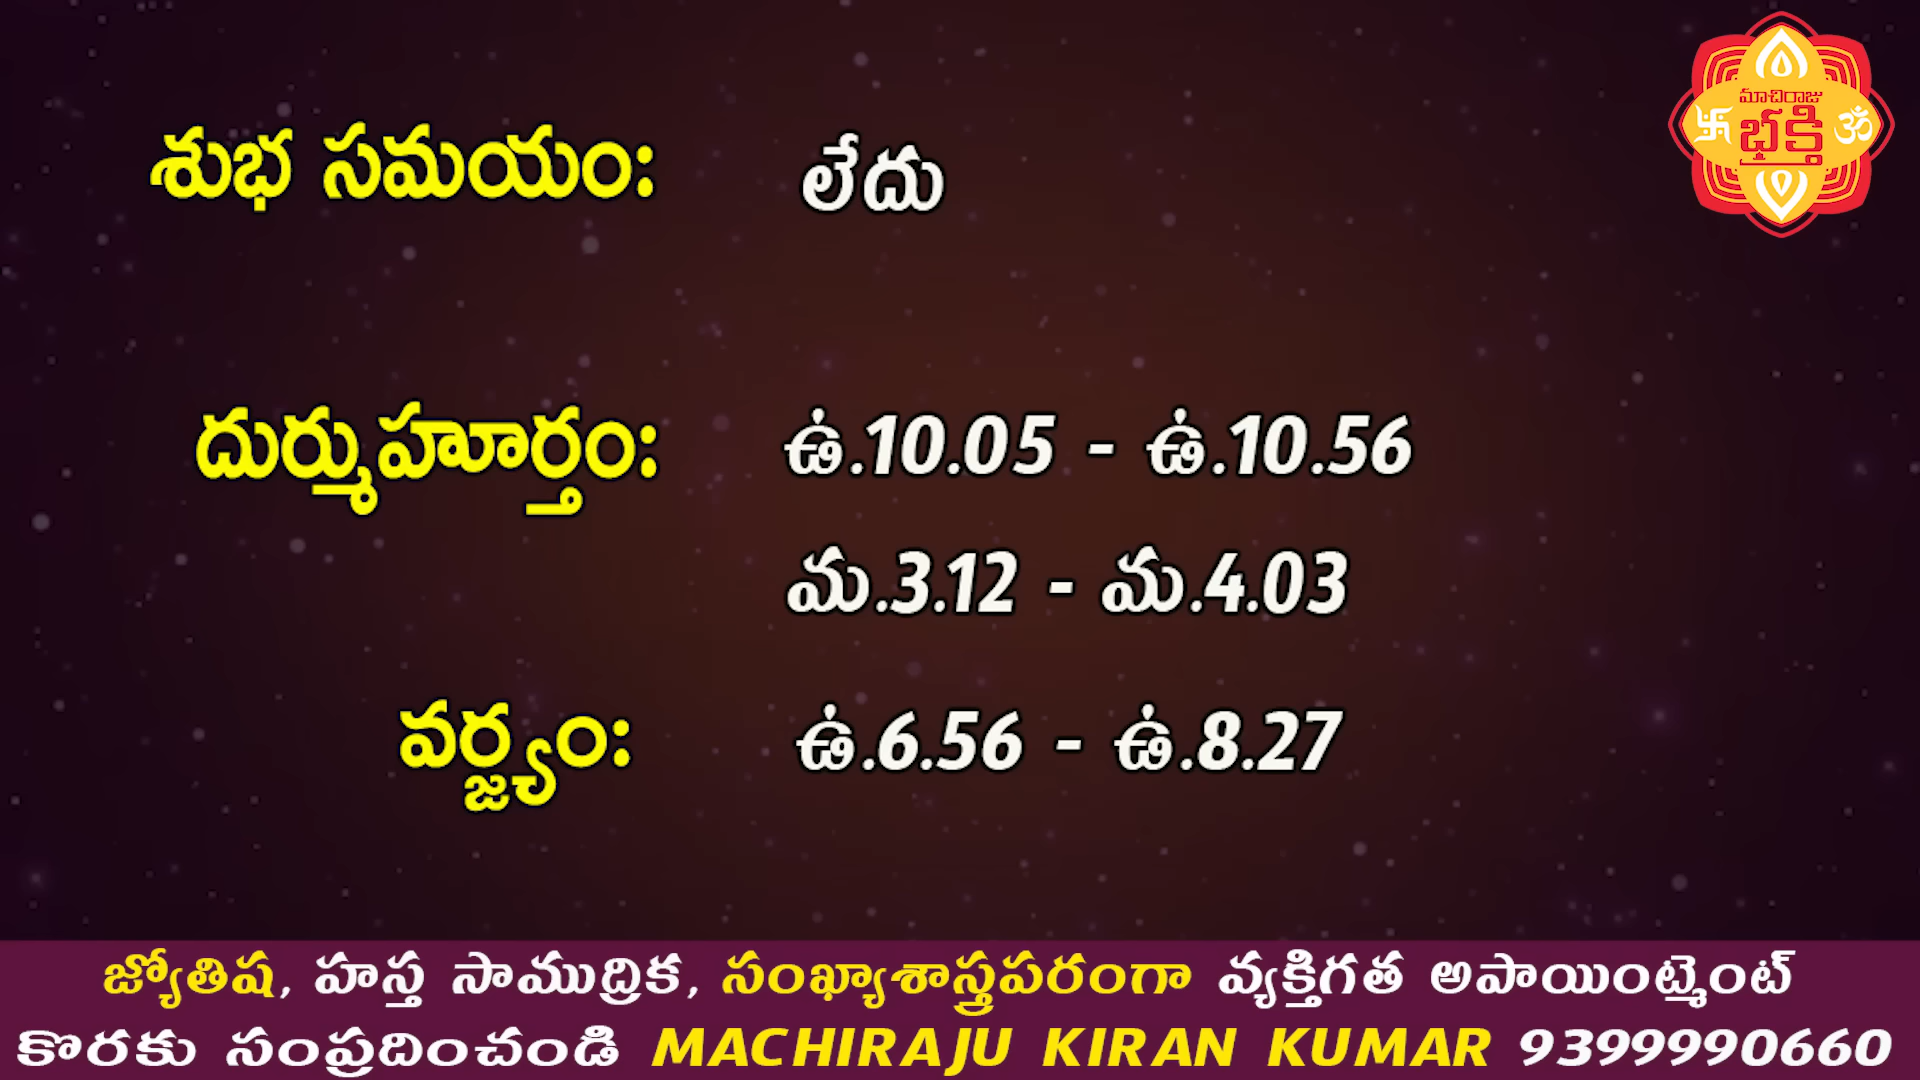 మాచిరాజు
భక్తి
శుభ సమయం: లేదు
దుర్ముహూర్తం: ఉ.10.05 - ఉ.10.56
మ.3.12 - మ.4.03
వర్జ్యం: ఉ.6.56 - ఉ.8.27
జ్యోతిష, హస్త సాముద్రిక, సంఖ్యాశాస్త్రపరంగా వ్యక్తిగత అపాయింట్మెంట్
కొరకు సంప్రదించండి MACHIRAJU KIRAN KUMAR 9399990660